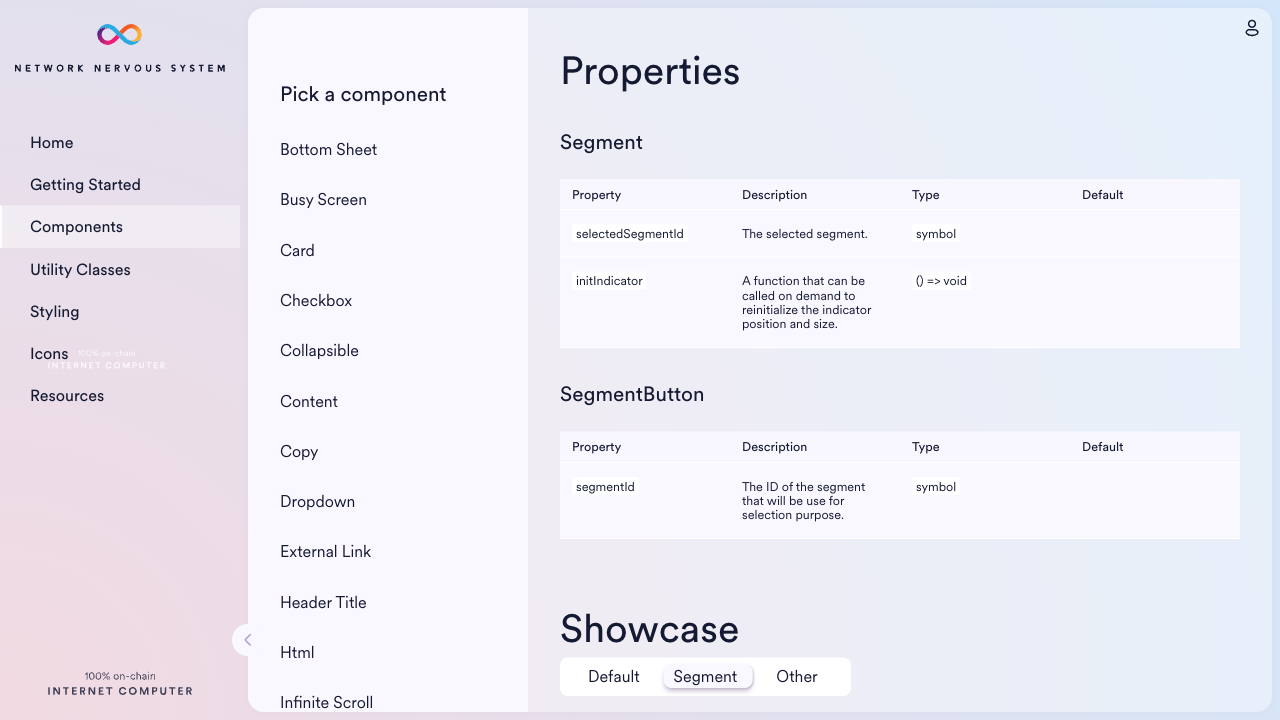 NETWORK NERVOUS SYSTEM
Home
Getting Started
Components
Utility Classes
Styling
Icons
100% on-chain
INTERNET COMPUTER
Resources
100% on-chain
INTERNET COMPUTER
Pick a component
Bottom Sheet
Busy Screen
Card
Checkbox
Collapsible
Content
Copy
Dropdown
External Link
Header Title
Html
Infinite Scroll
Properties
Segment
Property Description Type Default
selectedSegmentId The selected segment. symbol
initIndicator A function that can be () => void
called on demand to
reinitialize the indicator
position and size.
SegmentButton
Property Description Type Default
segmentId The ID of the segment symbol
that will be use for
selection purpose.
Showcase
Default Segment Other